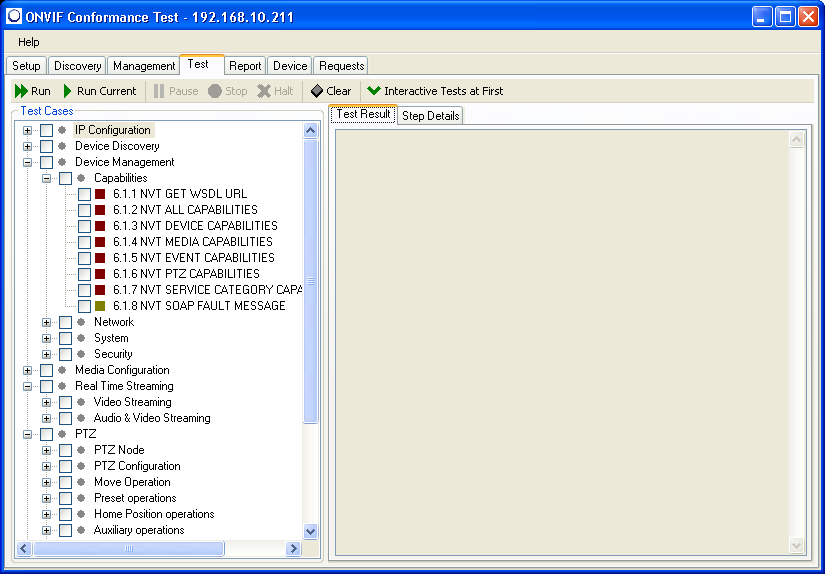 ONVIF Conformance Test - 192.168.10.211
Help
Setup Discovery Management Test Report Device Requests
Run Run Current Pause Stop Halt Clear Interactive Tests at First
Test Cases
Test Result Step Details
IP Configuration
Device Discovery
Device Management
Capabilities
6.1.1 NVT GET WSDL URL
6.1.2 NVT ALL CAPABILITIES
6.1.3 NVT DEVICE CAPABILITIES
6.1.4 NVT MEDIA CAPABILITIES
6.1.5 NVT EVENT CAPABILITIES
6.1.6 NVT PTZ CAPABILITIES
6.1.7 NVT SERVICE CATEGORY CAPA
6.1.8 NVT SOAP FAULT MESSAGE
Network
System
Security
Media Configuration
Real Time Streaming
Video Streaming
Audio & Video Streaming
PTZ
PTZ Node
PTZ Configuration
Move Operation
Preset operations
Home Position operations
Auxiliary operations